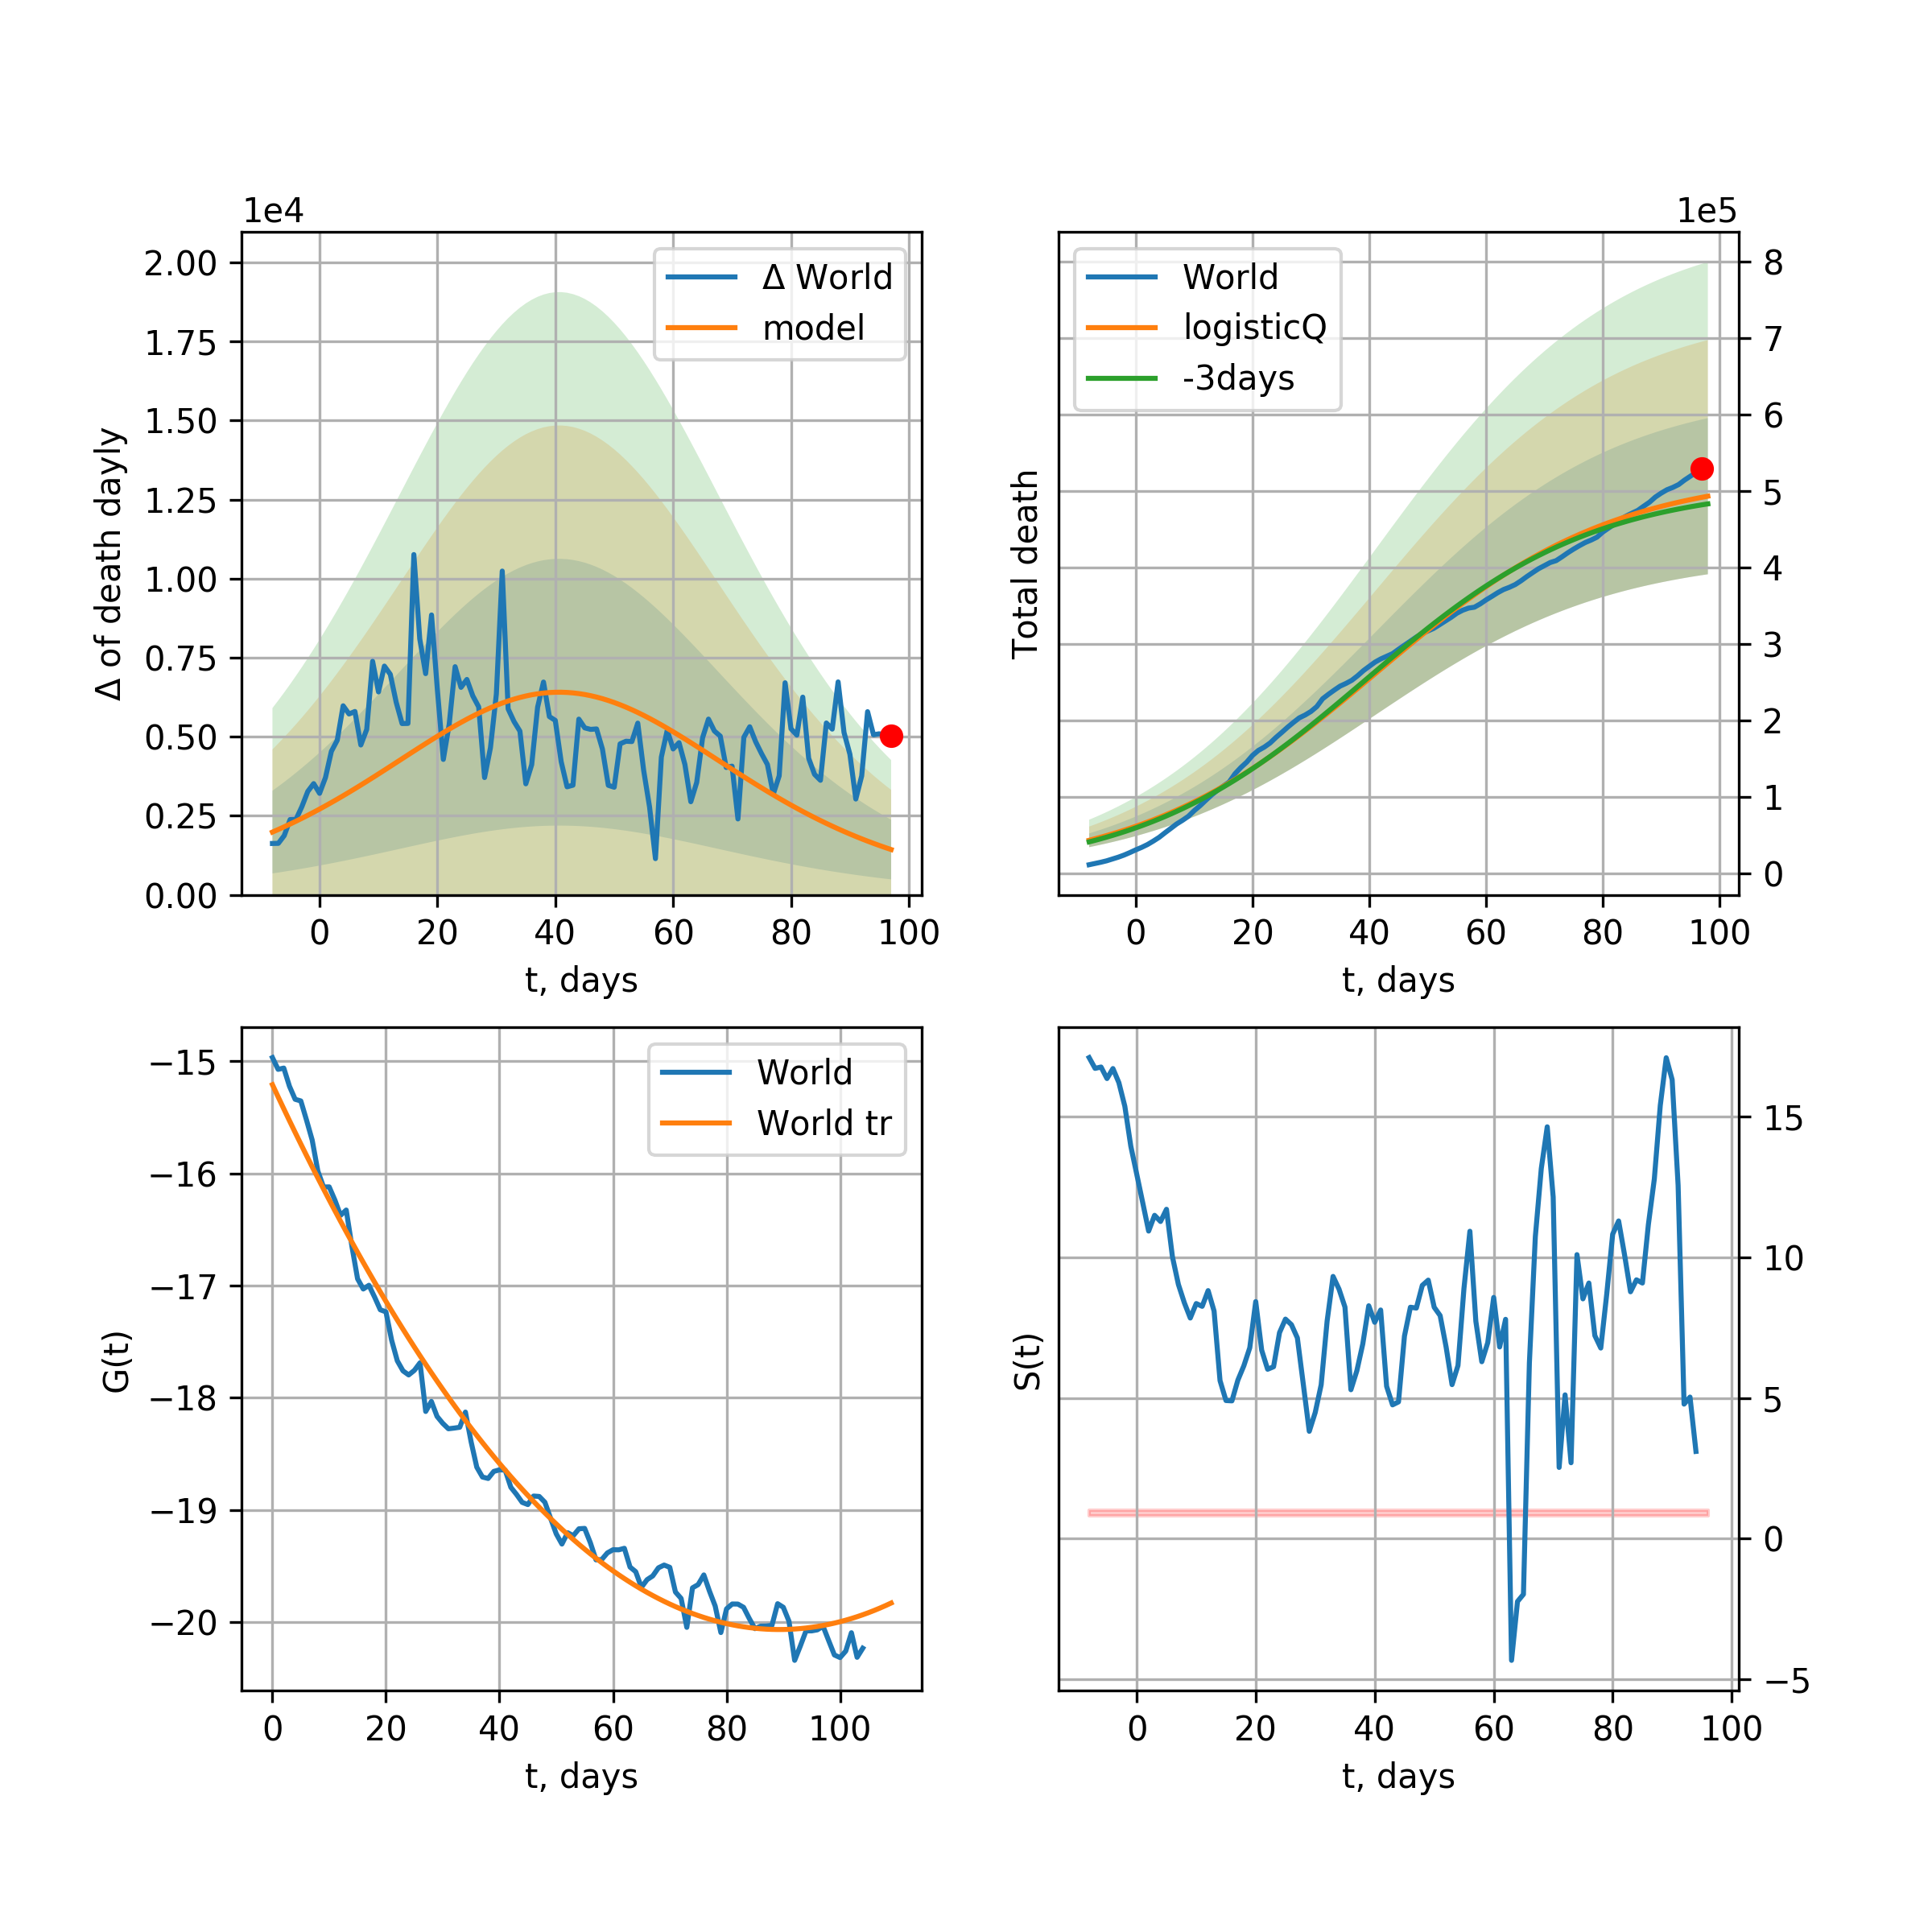 1e4
2.00
1.75
1.50
1.25
1.00
0.75
0.50
0.25
0.00
Δ of death dayly
Δ World
model
0 20 40 60 80 100
t, days
1e5
8
7
6
5
4
3
2
1
0
Total death
World
logisticQ
-3days
0 20 40 60 80 100
t, days
−15
−16
−17
−18
−19
−20
G(t)
World
World tr
0 20 40 60 80 100
t, days
15
10
5
0
−5
S(t)
0 20 40 60 80 100
t, days